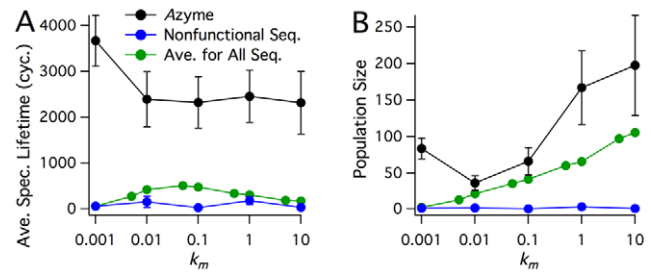 A
Azyme
Nonfunctional Seq.
Ave. for All Seq.
Ave. Spec. Lifetime (cyc.)
4000
3000
2000
1000
0
0.001 0.01 0.1 1 10
km
B
Population Size
250
200
150
100
50
0
0.001 0.01 0.1 1 10
km